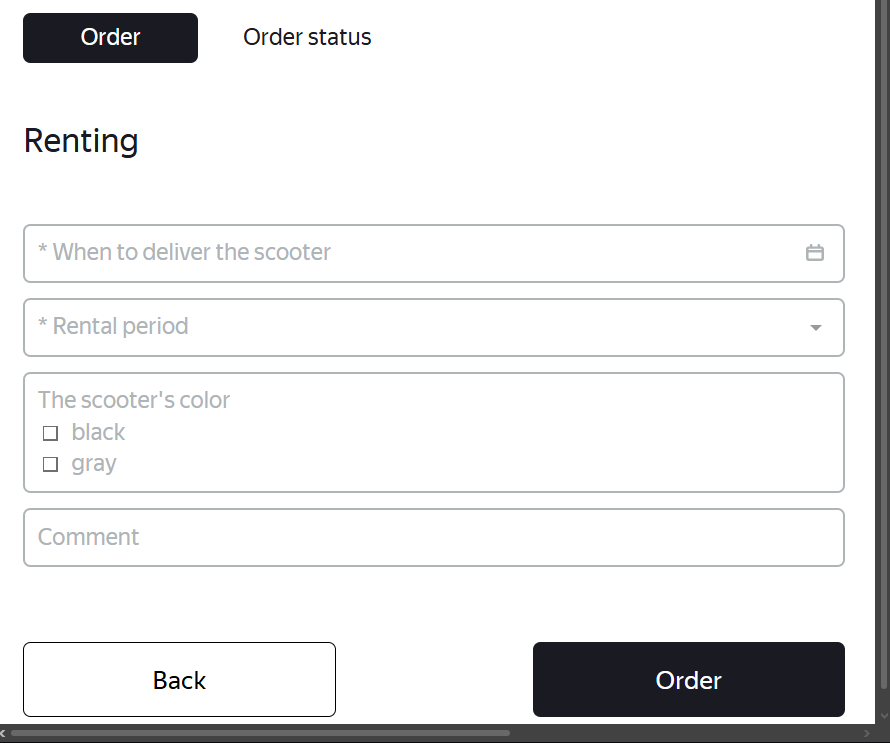 Order Order status
Renting
* When to deliver the scooter
* Rental period
The scooter's color
black
gray
Comment
Back Order